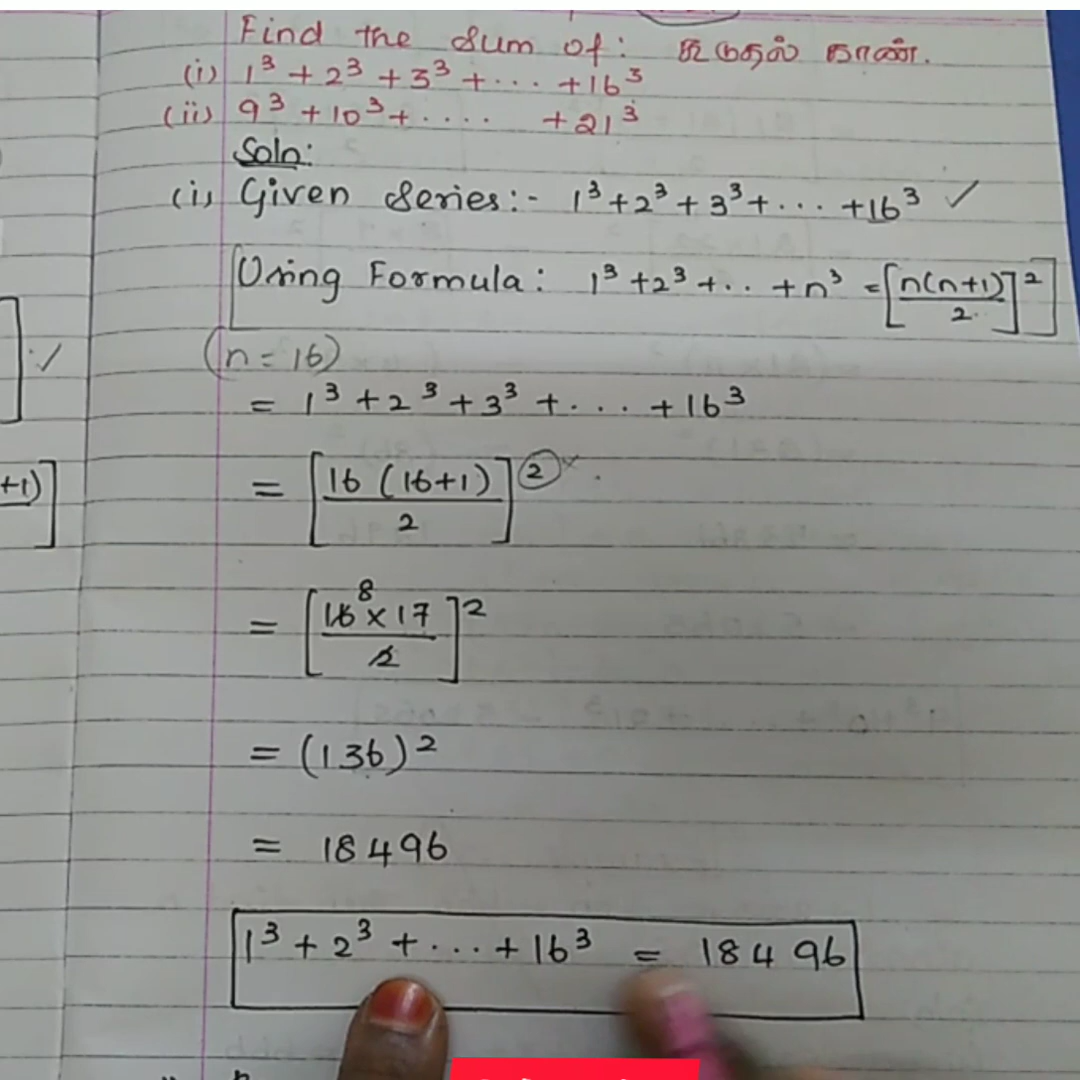 Find the Sum of: கூடுதல் காண்.
(i) 1³ + 2³ + 3³ + ... + 16³
(ii) 9³ + 10³ + .... + 21³
Soln:
(i) Given Series:- 1³ + 2³ + 3³ + ... + 16³ ✓
Using Formula: 1³ + 2³ + .. + n³ = [n(n+1)/2]²
(n = 16)
= 1³ + 2³ + 3³ + .... + 16³
+1)
= [16 (16+1)/2]²
8
= [16 × 17/2]²
= (136)²
= 18496
1³ + 2³ + .... + 16³ = 18496